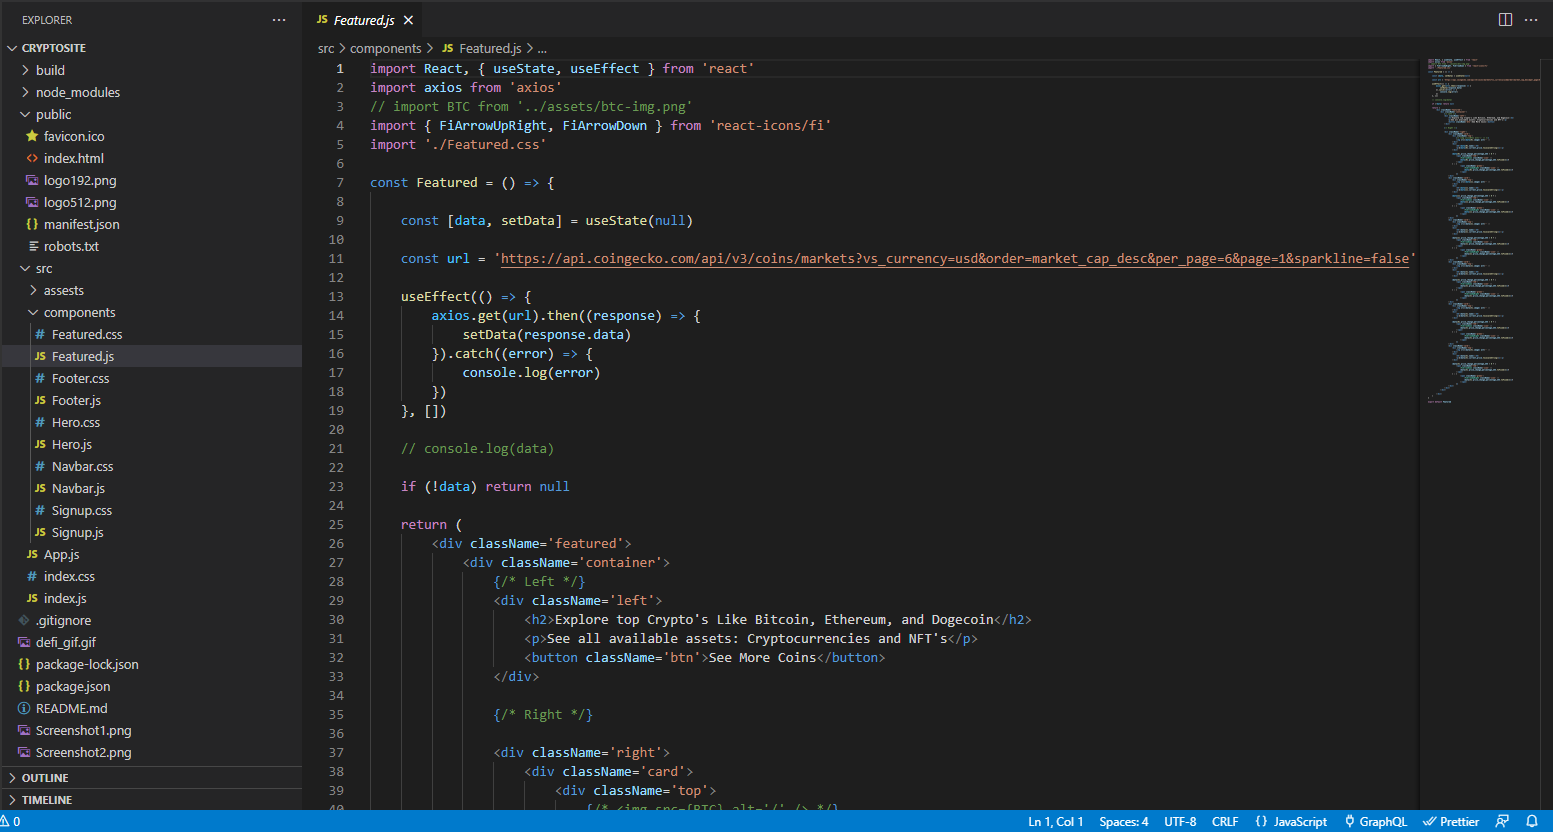 EXPLORER
CRYPTOSITE
build
node_modules
public
favicon.ico
<> index.html
logo192.png
logo512.png
{} manifest.json
robots.txt
src
assests
components
# Featured.css
JS Featured.js
# Footer.css
JS Footer.js
# Hero.css
JS Hero.js
# Navbar.css
JS Navbar.js
# Signup.css
JS Signup.js
JS App.js
# index.css
JS index.js
.gitignore
defi_gif.gif
{} package-lock.json
{} package.json
README.md
Screenshot1.png
Screenshot2.png
OUTLINE
TIMELINE
JS Featured.js
src > components > JS Featured.js > ...
1 import React, { useState, useEffect } from 'react'
2 import axios from 'axios'
3 // import BTC from '../assets/btc-img.png'
4 import { FiArrowUpRight, FiArrowDown } from 'react-icons/fi'
5 import './Featured.css'
6
7 const Featured = () => {
8
9 const [data, setData] = useState(null)
10
11 const url = 'https://api.coingecko.com/api/v3/coins/markets?vs_currency=usd&order=market_cap_desc&per_page=6&page=1&sparkline=false'
12
13 useEffect(() => {
14 axios.get(url).then((response) => {
15 setData(response.data)
16 }).catch((error) => {
17 console.log(error)
18 })
19 }, [])
20
21 // console.log(data)
22
23 if (!data) return null
24
25 return (
26 <div className='featured'>
27 <div className='container'>
28 {/* Left */}
29 <div className='left'>
30 <h2>Explore top Crypto's Like Bitcoin, Ethereum, and Dogecoin</h2>
31 <p>See all available assets: Cryptocurrencies and NFT's</p>
32 <button className='btn'>See More Coins</button>
33 </div>
34
35 {/* Right */}
36
37 <div className='right'>
38 <div className='card'>
39 <div className='top'>
40 {/* <img src={BTC} alt='/' /> */}
0
Ln 1, Col 1
Spaces: 4
UTF-8
CRLF
{} JavaScript
GraphQL
Prettier